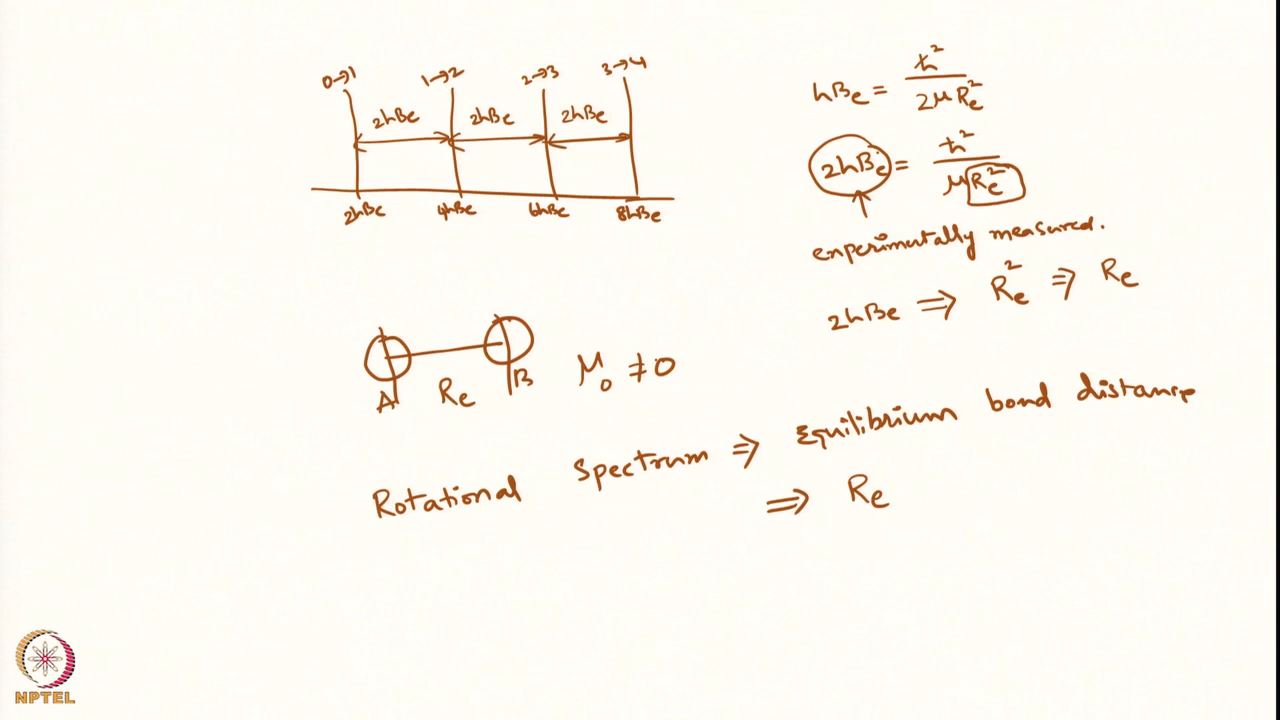 0→1 1→2 2→3 3→4
2hBe 2hBe 2hBe
2hBe 4hBe 6hBe 8hBe
hBe = ħ² / 2μRe²
2hBe = ħ² / μRe²
experimentally measured.
2hBe ⇒ Re² ⇒ Re
A Re B μ₀ ≠ 0
Rotational Spectrum ⇒ Equilibrium bond distance
⇒ Re
NPTEL